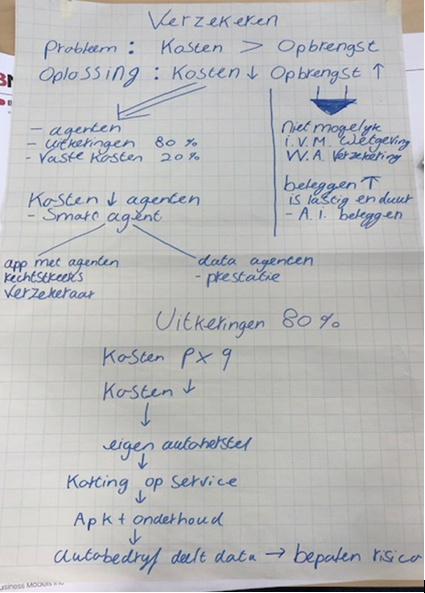 Verzekeren
Probleem : Kosten > Opbrengst
Oplossing : Kosten ↓ Opbrengst ↑
- agenten
- uitkeringen 80 %
- vaste kosten 20 %
niet mogelijk
i.v.m. wetgeving
W.A. verzekering
beleggen ↑
is lastig en duur
- A.I. beleggen
Kosten ↓ agenten
- Smart agent
app met agenten
rechtstreeks
verzekeraar
data agenten
- prestatie
Uitkeringen 80 %
Kosten P x q
Kosten ↓
↓
eigen autoherstel
↓
Korting op service
↓
Apk + onderhoud
↓
autobedrijf deelt data → bepalen risico
Business Models Inc